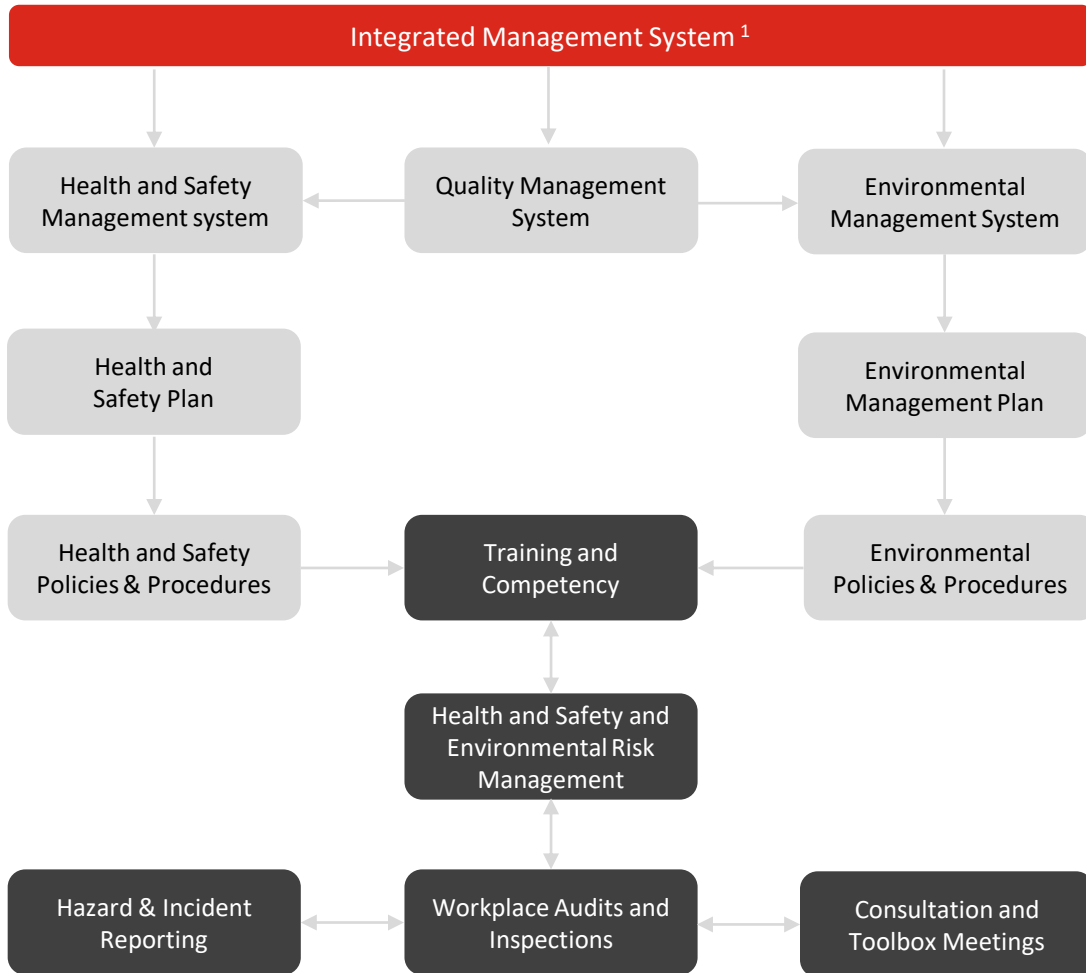 Integrated Management System 1
Health and Safety
Management system
Quality Management
System
Environmental
Management System
Health and
Safety Plan
Environmental
Management Plan
Health and Safety
Policies & Procedures
Training and
Competency
Environmental
Policies & Procedures
Health and Safety and
Environmental Risk
Management
Hazard & Incident
Reporting
Workplace Audits and
Inspections
Consultation and
Toolbox Meetings